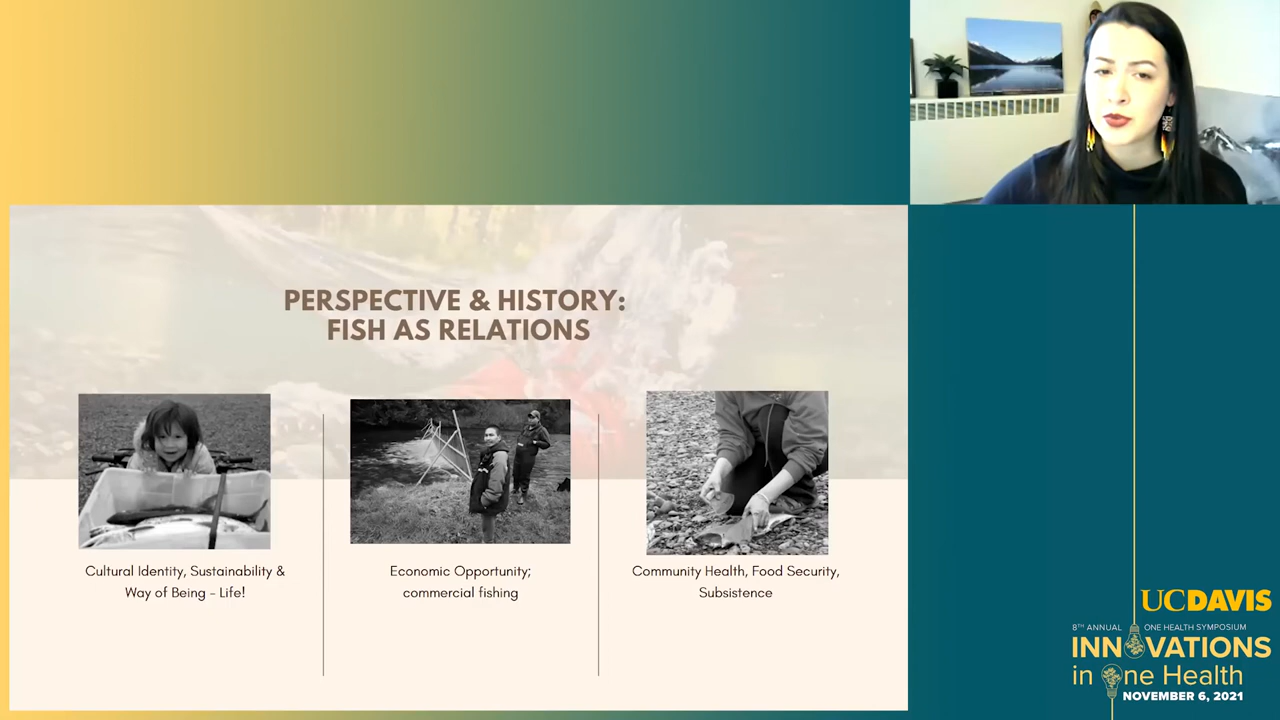 PERSPECTIVE & HISTORY:
FISH AS RELATIONS
Cultural Identity, Sustainability &
Way of Being - Life!
Economic Opportunity;
commercial fishing
Community Health, Food Security,
Subsistence
UCDAVIS
8TH ANNUAL ONE HEALTH SYMPOSIUM
INNOVATIONS
in One Health
NOVEMBER 6, 2021